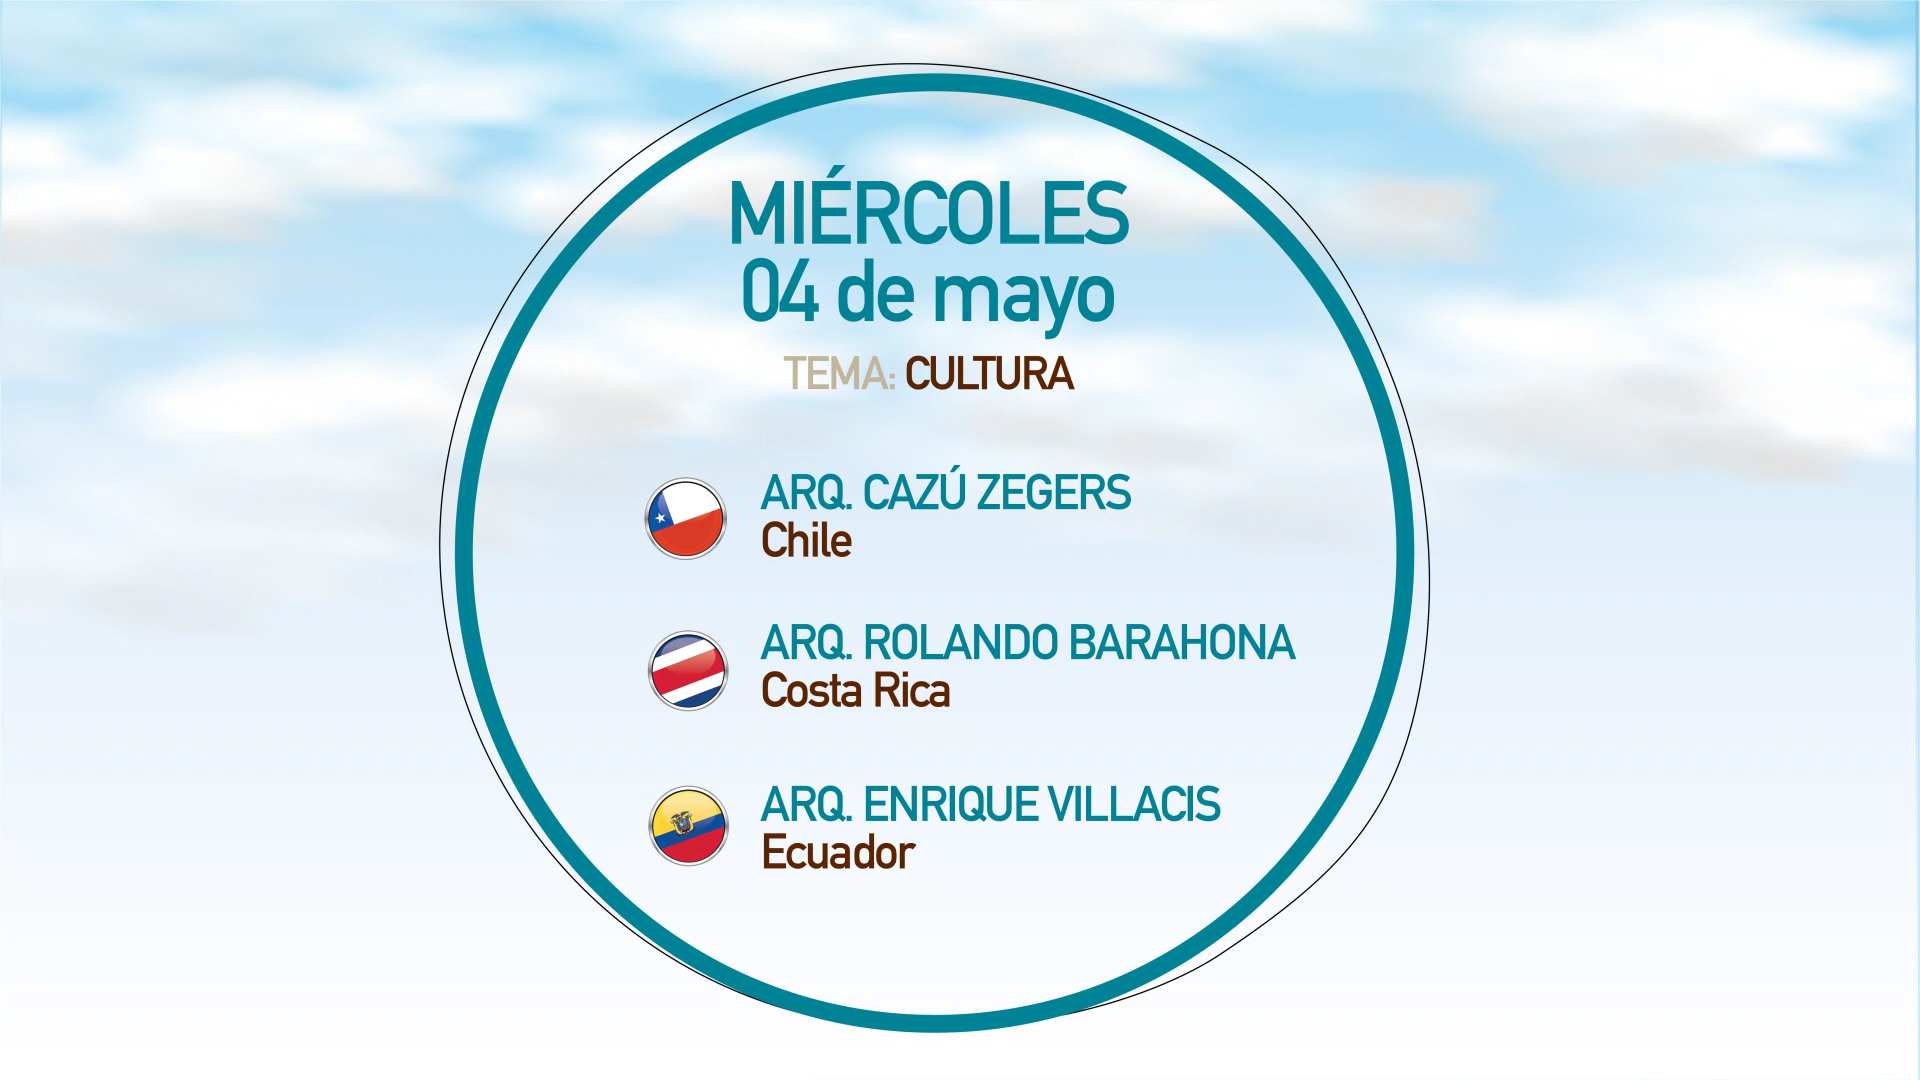 MIÉRCOLES
04 de mayo
TEMA: CULTURA
ARQ. CAZÚ ZEGERS
Chile
ARQ. ROLANDO BARAHONA
Costa Rica
ARQ. ENRIQUE VILLACIS
Ecuador